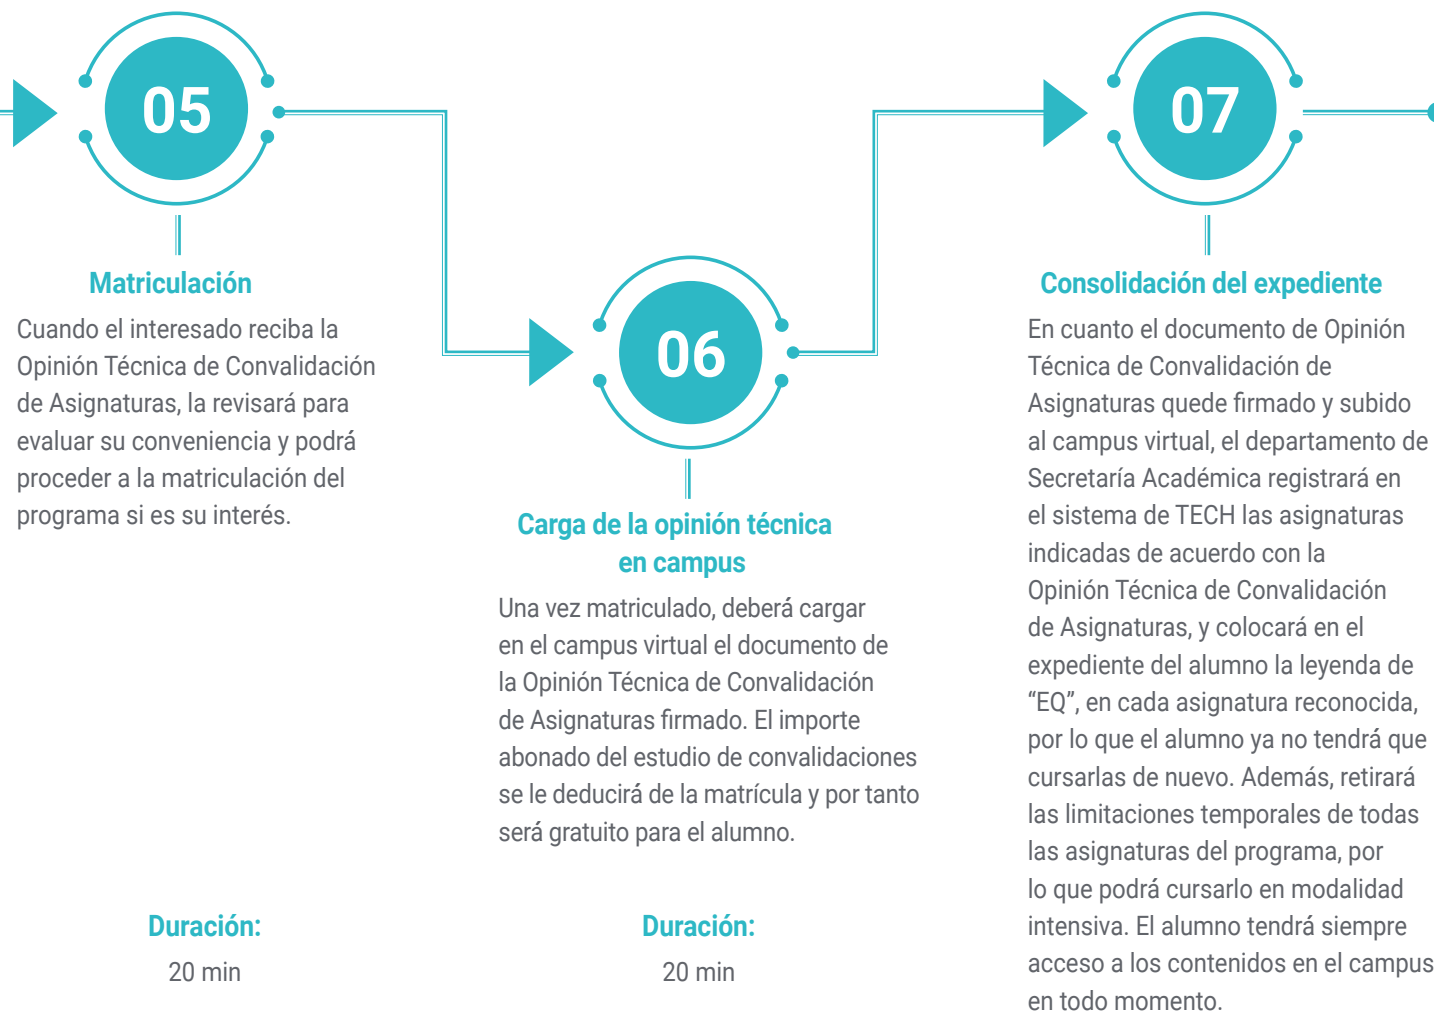 05
Matriculación
Cuando el interesado reciba la
Opinión Técnica de Convalidación
de Asignaturas, la revisará para
evaluar su conveniencia y podrá
proceder a la matriculación del
programa si es su interés.
Duración:
20 min
06
Carga de la opinión técnica
en campus
Una vez matriculado, deberá cargar
en el campus virtual el documento de
la Opinión Técnica de Convalidación
de Asignaturas firmado. El importe
abonado del estudio de convalidaciones
se le deducirá de la matrícula y por tanto
será gratuito para el alumno.
Duración:
20 min
07
Consolidación del expediente
En cuanto el documento de Opinión
Técnica de Convalidación de
Asignaturas quede firmado y subido
al campus virtual, el departamento de
Secretaría Académica registrará en
el sistema de TECH las asignaturas
indicadas de acuerdo con la
Opinión Técnica de Convalidación
de Asignaturas, y colocará en el
expediente del alumno la leyenda de
“EQ”, en cada asignatura reconocida,
por lo que el alumno ya no tendrá que
cursarlas de nuevo. Además, retirará
las limitaciones temporales de todas
las asignaturas del programa, por
lo que podrá cursarlo en modalidad
intensiva. El alumno tendrá siempre
acceso a los contenidos en el campus
en todo momento.